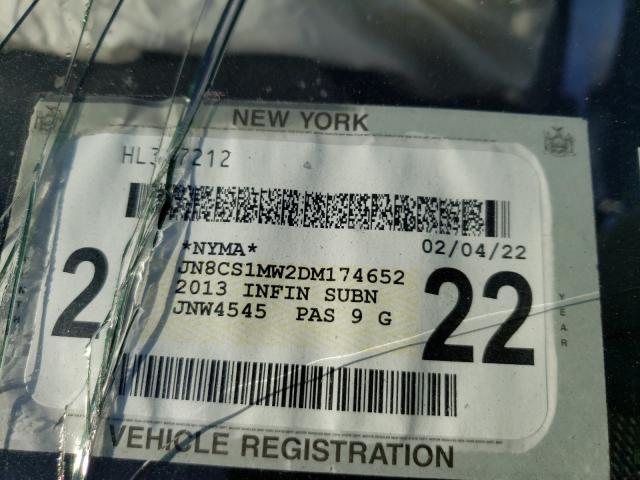 NEW YORK
*NYMA*
02/04/22
JN8CS1MW2DM174652
2013 INFIN SUBN
JNW4545 PAS 9 G
2
22
YEAR
VEHICLE REGISTRATION